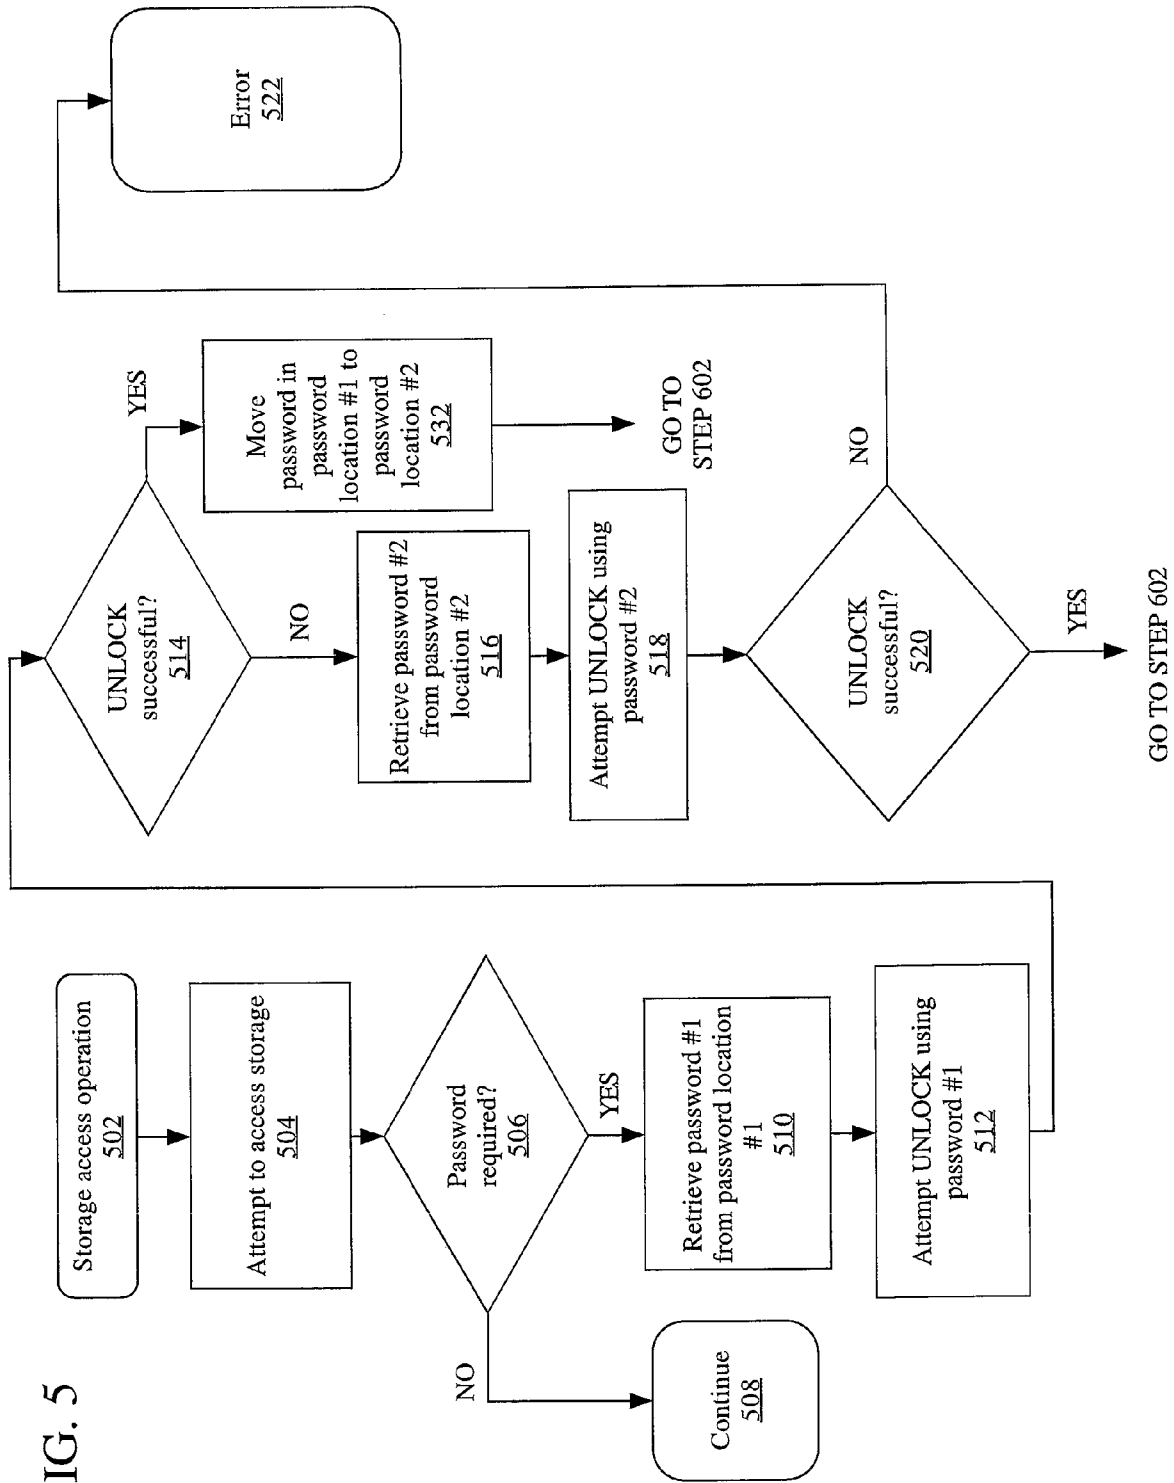 IG. 5
Storage access operation
502
Attempt to access storage
504
Password
required?
506
NO
YES
Continue
508
Retrieve password #1
from password location
#1
510
Attempt UNLOCK using
password #1
512
UNLOCK
successful?
514
YES
NO
Move
password in
password
location #1 to
password
location #2
532
GO TO
STEP 602
Retrieve password #2
from password
location #2
516
Attempt UNLOCK using
password #2
518
UNLOCK
successful?
520
NO
YES
GO TO STEP 602
Error
522